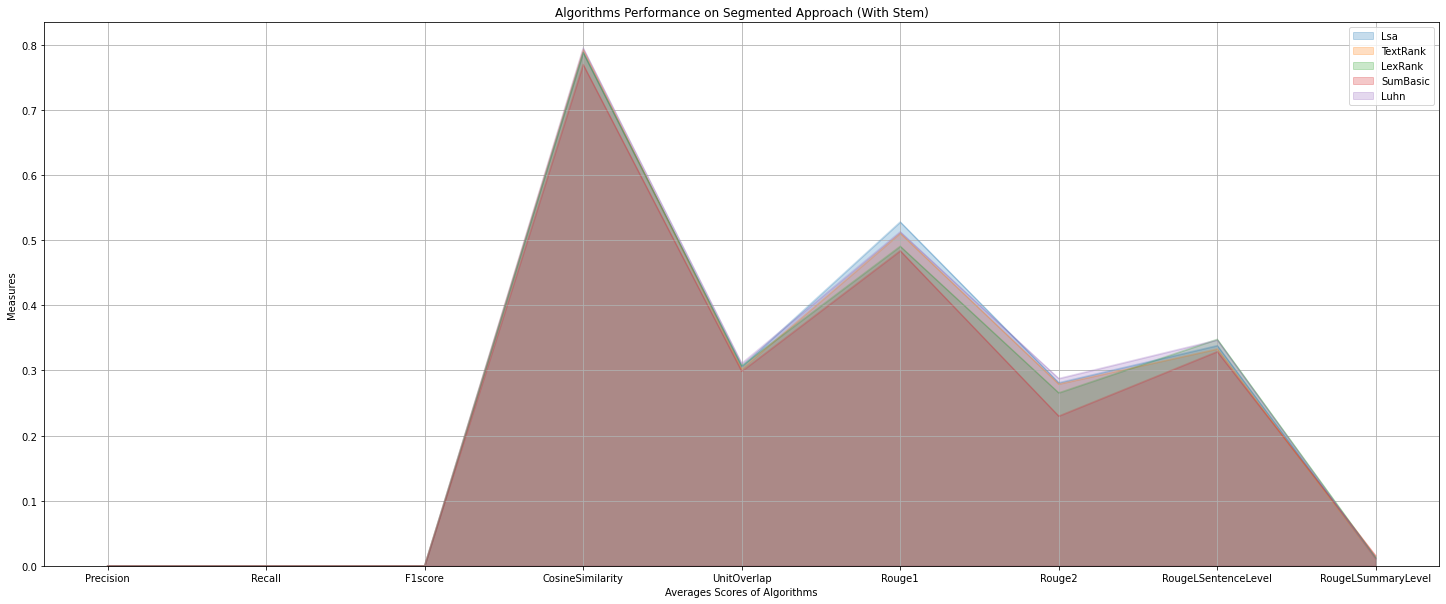 Algorithms Performance on Segmented Approach (With Stem)
Lsa
TextRank
LexRank
SumBasic
Luhn
Measures
0.8
0.7
0.6
0.5
0.4
0.3
0.2
0.1
0.0
Precision Recall F1score CosineSimilarity UnitOverlap Rouge1 Rouge2 RougeLSentenceLevel RougeLSummaryLevel
Averages Scores of Algorithms